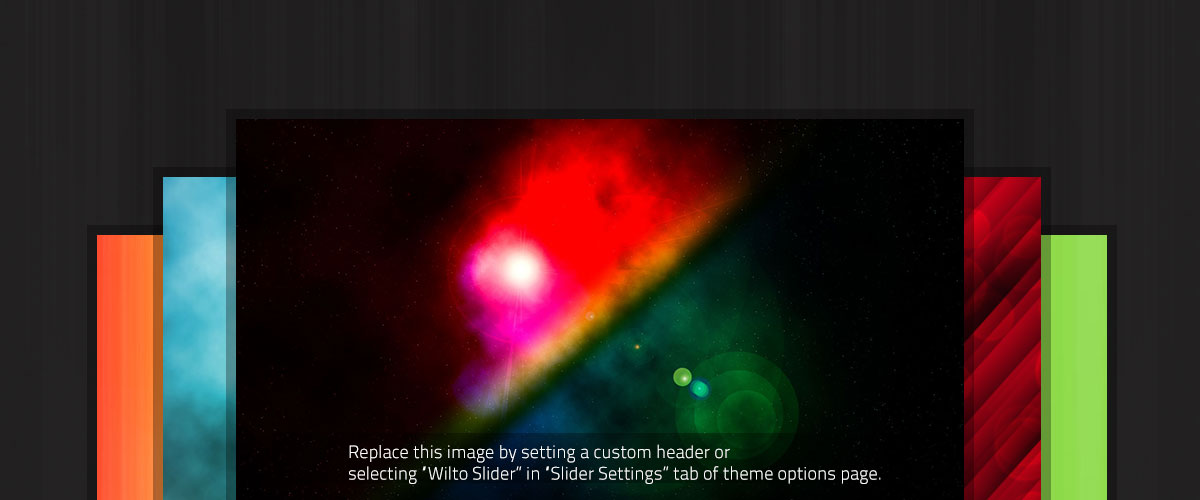 Replace this image by setting a custom header or
selecting “Wilto Slider” in “Slider Settings” tab of theme options page.